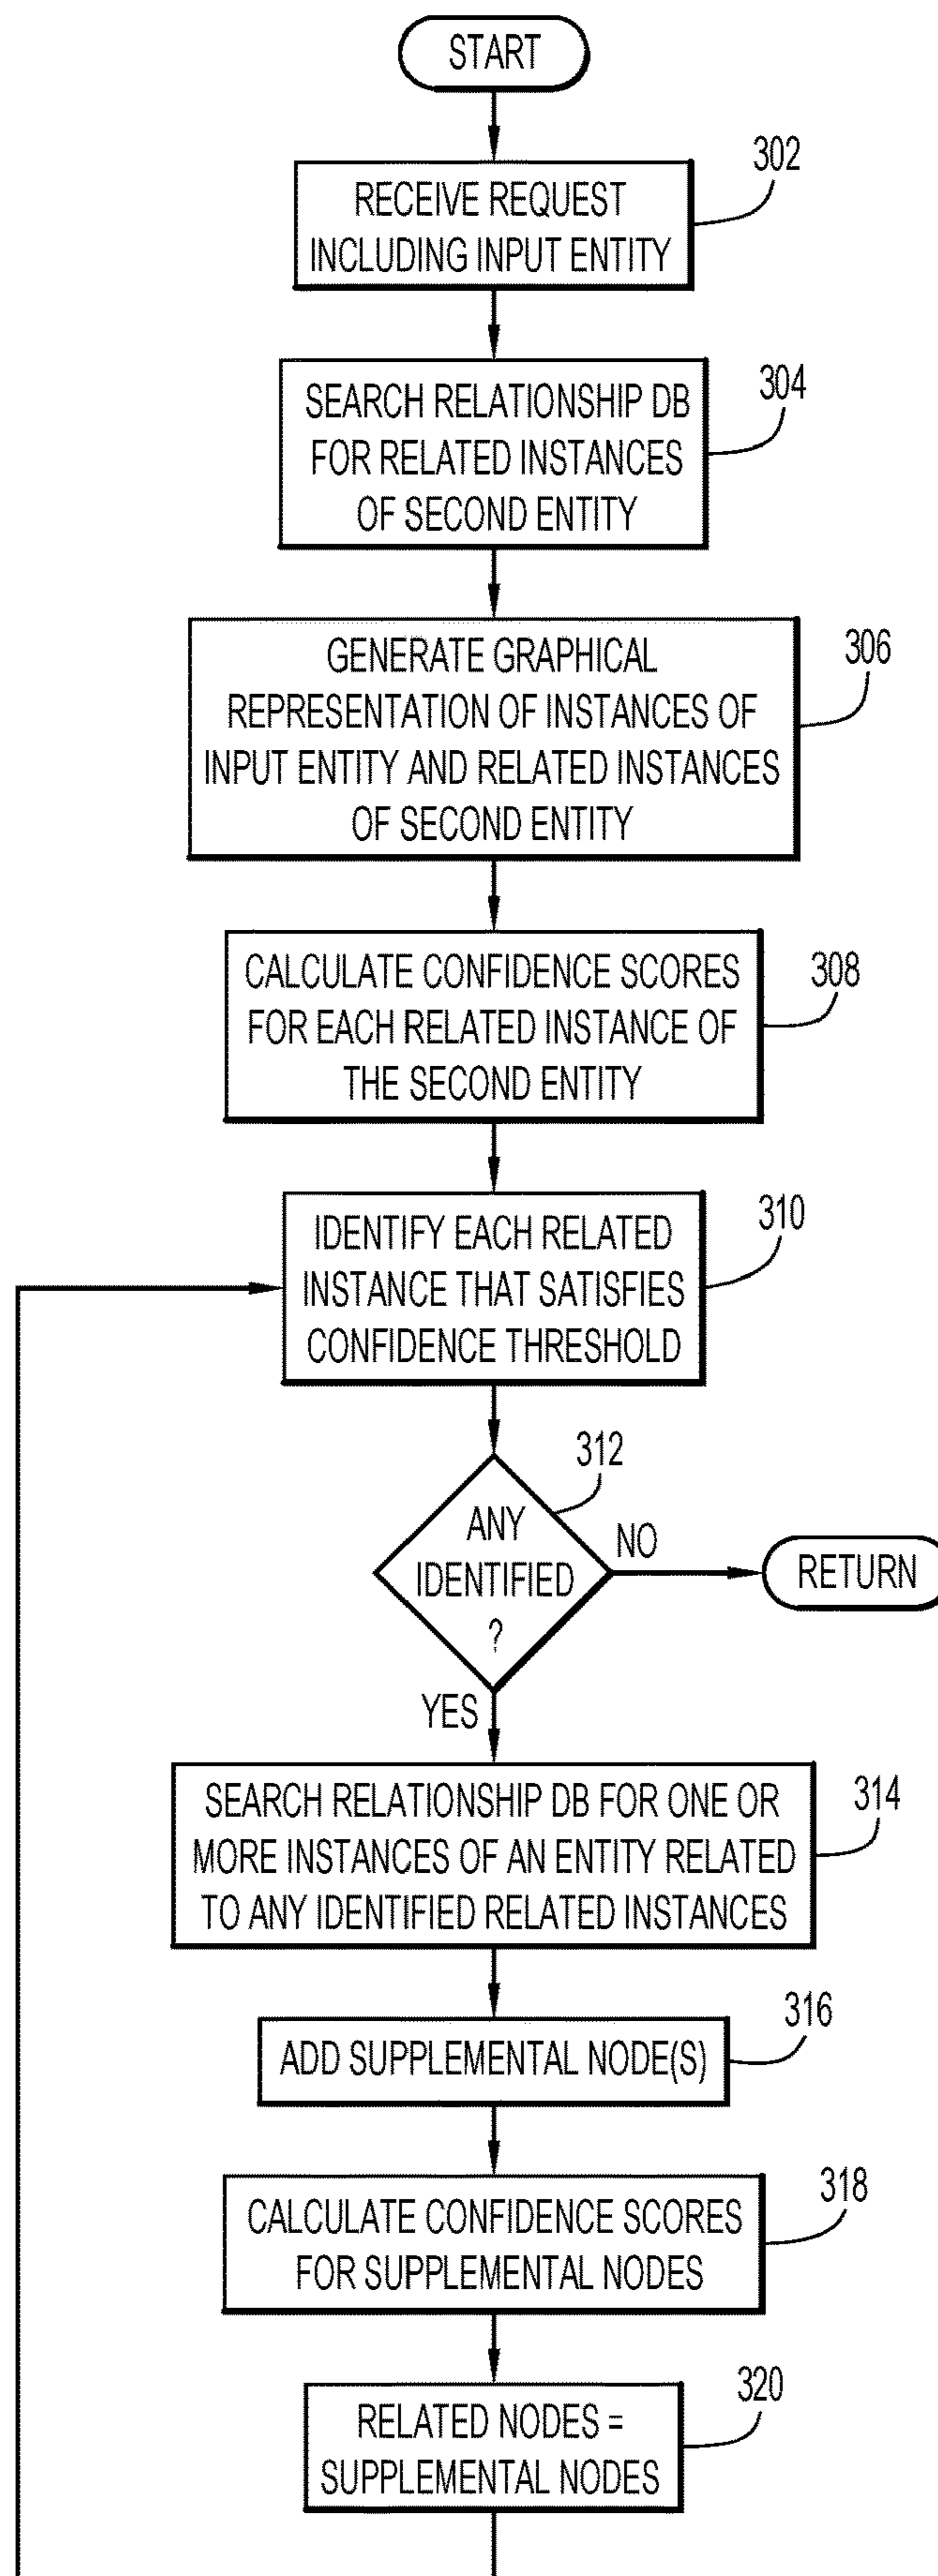 START
302
RECEIVE REQUEST
INCLUDING INPUT ENTITY
304
SEARCH RELATIONSHIP DB
FOR RELATED INSTANCES
OF SECOND ENTITY
306
GENERATE GRAPHICAL
REPRESENTATION OF INSTANCES OF
INPUT ENTITY AND RELATED INSTANCES
OF SECOND ENTITY
308
CALCULATE CONFIDENCE SCORES
FOR EACH RELATED INSTANCE OF
THE SECOND ENTITY
310
IDENTIFY EACH RELATED
INSTANCE THAT SATISFIES
CONFIDENCE THRESHOLD
312
ANY
IDENTIFIED
?
NO
RETURN
YES
314
SEARCH RELATIONSHIP DB FOR ONE OR
MORE INSTANCES OF AN ENTITY RELATED
TO ANY IDENTIFIED RELATED INSTANCES
316
ADD SUPPLEMENTAL NODE(S)
318
CALCULATE CONFIDENCE SCORES
FOR SUPPLEMENTAL NODES
320
RELATED NODES =
SUPPLEMENTAL NODES